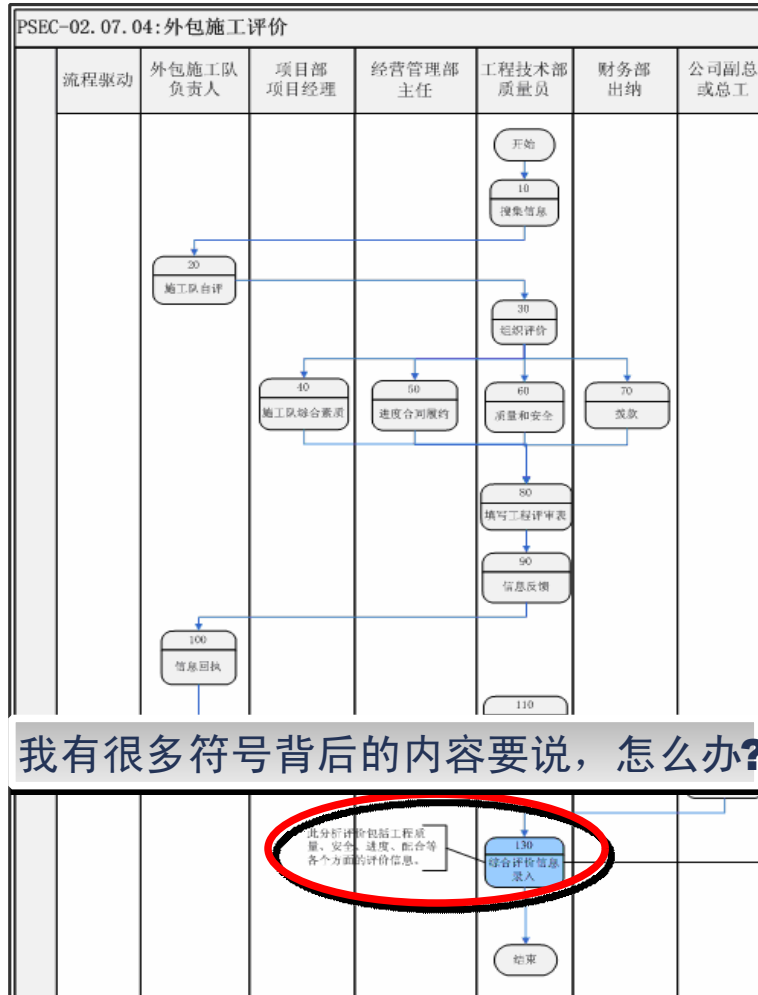 PSEC-02.07.04:外包施工评价
流程驱动
外包施工队
负责人
项目部
项目经理
经营管理部
主任
工程技术部
质量员
财务部
出纳
公司副总
或总工
开始
10
搜集信息
20
施工队自评
30
组织评价
40
施工队综合素质
50
进度合同履约
60
质量和安全
70
拨款
80
填写工程评审表
90
信息反馈
100
信息回执
110
我有很多符号背后的内容要说，怎么办?
此分析评价包括工程质
量、安全、进度、配合等
各个方面的评价信息。
130
综合评价信息
录入
结束